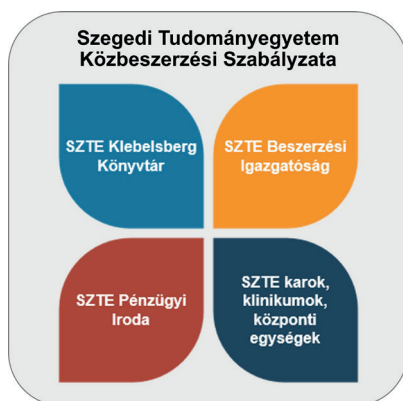 Szegedi Tudományegyetem
Közbeszerzési Szabályzata
SZTE Klebelsberg
Könyvtár
SZTE Beszerzési
Igazgatóság
SZTE Pénzügyi
Iroda
SZTE karok,
klinikumok,
központi
egységek